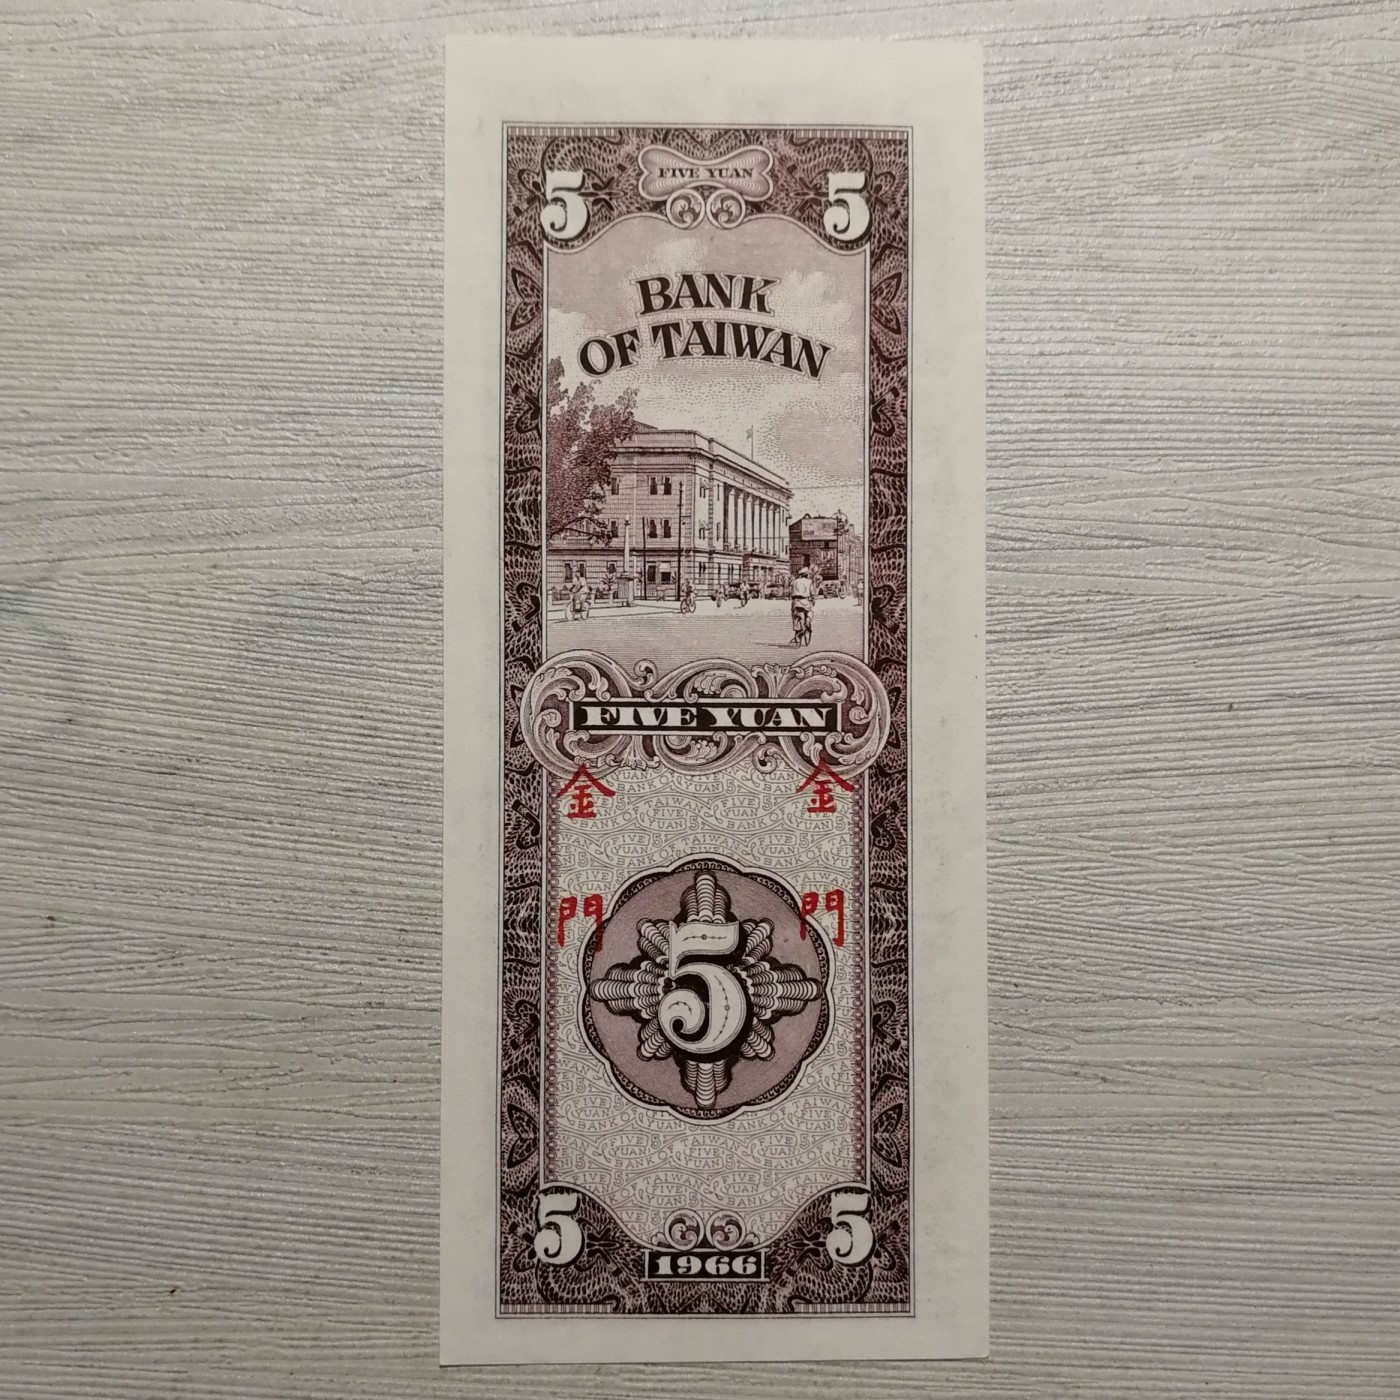 FIVE YUAN
5 5
BANK
OF TAIWAN
FIVE YUAN
金 金
門 門
5
5 5
1966